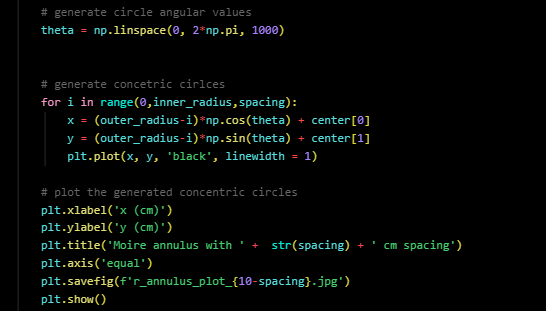 # generate circle angular values
theta = np.linspace(0, 2*np.pi, 1000)
# generate concetric cirlces
for i in range(0,inner_radius,spacing):
x = (outer_radius-i)*np.cos(theta) + center[0]
y = (outer_radius-i)*np.sin(theta) + center[1]
plt.plot(x, y, 'black', linewidth = 1)
# plot the generated concentric circles
plt.xlabel('x (cm)')
plt.ylabel('y (cm)')
plt.title('Moire annulus with ' +  str(spacing) + ' cm spacing')
plt.axis('equal')
plt.savefig(f'r_annulus_plot_{10-spacing}.jpg')
plt.show()